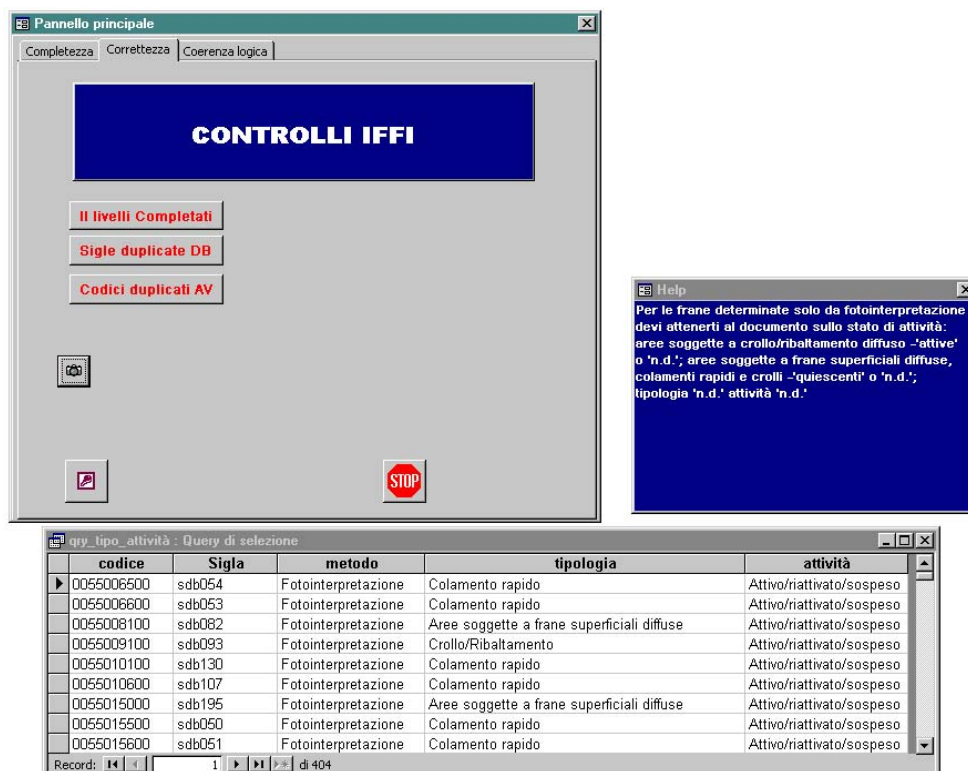 Pannello principale
Completezza Correttezza Coerenza logica
CONTROLLI IFFI
II livelli Completati
Sigle duplicate DB
Codici duplicati AV
STOP
Help
Per le frane determinate solo da fotointerpretazione
devi attenerti al documento sullo stato di attività:
aree soggette a crollo/ribaltamento diffuso –'attive'
o 'n.d.'; aree soggette a frane superficiali diffuse,
colamenti rapidi e crolli –'quiescenti' o 'n.d.';
tipologia 'n.d.' attività 'n.d.'
qry_tipo_attività : Query di selezione
codice Sigla metodo tipologia attività
0055006500 sdb054 Fotointerpretazione Colamento rapido Attivo/riattivato/sospeso
0055006600 sdb053 Fotointerpretazione Colamento rapido Attivo/riattivato/sospeso
0055008100 sdb082 Fotointerpretazione Aree soggette a frane superficiali diffuse Attivo/riattivato/sospeso
0055009100 sdb093 Fotointerpretazione Crollo/Ribaltamento Attivo/riattivato/sospeso
0055010100 sdb130 Fotointerpretazione Colamento rapido Attivo/riattivato/sospeso
0055010600 sdb107 Fotointerpretazione Colamento rapido Attivo/riattivato/sospeso
0055015000 sdb195 Fotointerpretazione Aree soggette a frane superficiali diffuse Attivo/riattivato/sospeso
0055015500 sdb050 Fotointerpretazione Colamento rapido Attivo/riattivato/sospeso
0055015600 sdb051 Fotointerpretazione Colamento rapido Attivo/riattivato/sospeso
Record: 1 di 404